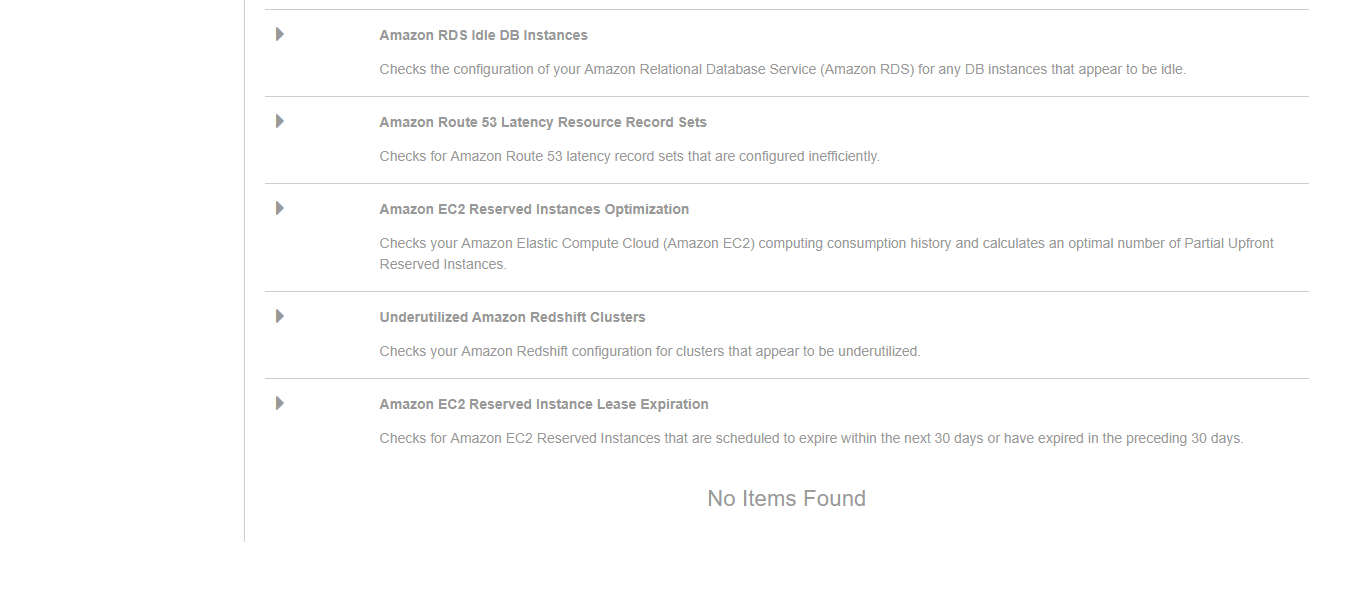 Amazon RDS Idle DB Instances
Checks the configuration of your Amazon Relational Database Service (Amazon RDS) for any DB instances that appear to be idle.
Amazon Route 53 Latency Resource Record Sets
Checks for Amazon Route 53 latency record sets that are configured inefficiently.
Amazon EC2 Reserved Instances Optimization
Checks your Amazon Elastic Compute Cloud (Amazon EC2) computing consumption history and calculates an optimal number of Partial Upfront
Reserved Instances.
Underutilized Amazon Redshift Clusters
Checks your Amazon Redshift configuration for clusters that appear to be underutilized.
Amazon EC2 Reserved Instance Lease Expiration
Checks for Amazon EC2 Reserved Instances that are scheduled to expire within the next 30 days or have expired in the preceding 30 days.
No Items Found